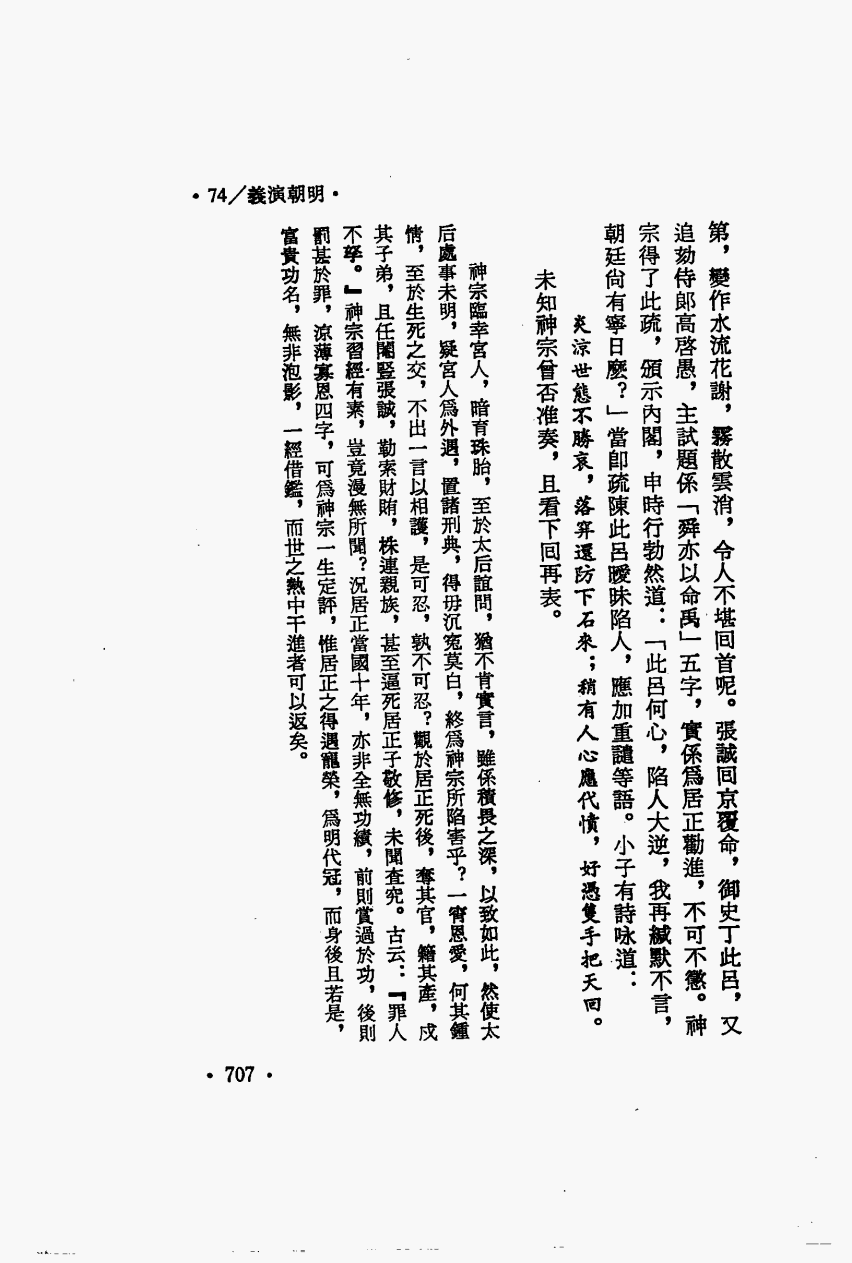 •74／義演朝明•
第，變作水流花謝，霧散雲消，令人不堪回首呢。張誠回京覆命，御史丁此呂，又
追劾侍郎高啓愚，主試題係「舜亦以命禹」五字，實係爲居正勸進，不可不懲。神
宗得了此疏，頒示內閣，申時行勃然道：「此呂何心，陷人大逆，我再緘默不言，
朝廷尙有寧日麼？」當卽疏陳此呂曖昧陷人，應加重譴等語。小子有詩咏道：
炎涼世態不勝哀，落穽還防下石來；稍有人心應代憤，好憑隻手把天回。
未知神宗曾否准奏，且看下回再表。
神宗臨幸宮人，暗育珠胎，至於太后諠問，猶不肯實言，雖係積畏之深，以致如此，然使太
后處事未明，疑宮人爲外遇，置諸刑典，得毋沉寃莫白，終爲神宗所陷害乎？一宵恩愛，何其鍾
情，至於生死之交，不出一言以相護，是可忍，孰不可忍？觀於居正死後，奪其官，籍其產，戍
其子弟，且任閹豎張誠，勒索財賄，株連親族，甚至逼死居正子敬修，未聞查究。古云：『罪人
不孥。』神宗習經有素，豈竟漫無所聞？況居正當國十年，亦非全無功績，前則賞過於功，後則
罰甚於罪，涼薄寡恩四字，可爲神宗一生定評，惟居正之得遇寵榮，爲明代冠，而身後且若是，
富貴功名，無非泡影，一經借鑑，而世之熱中干進者可以返矣。
•707•